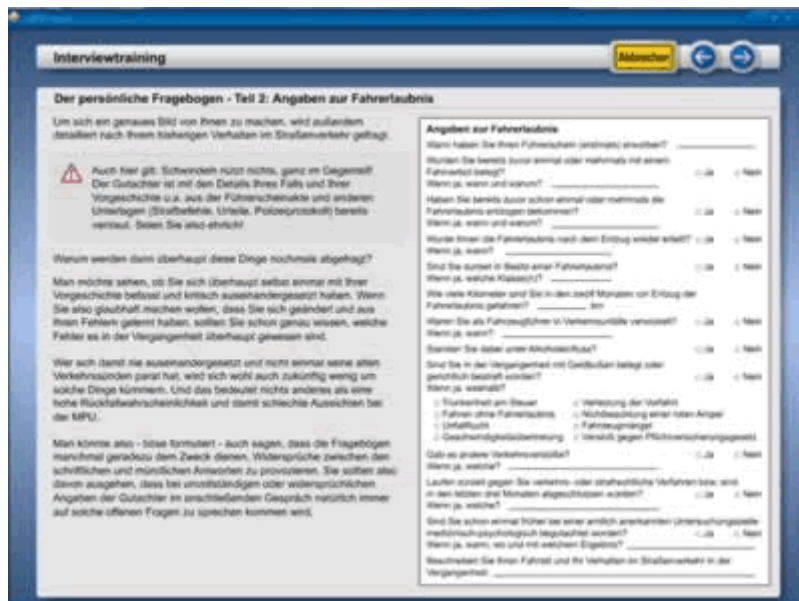 Interviewtraining
Abbrechen
Der persönliche Fragebogen - Teil 2: Angaben zur Fahrerlaubnis
Um sich ein genaues Bild von Ihnen zu machen, wird außerdem
detailliert nach Ihrem bisherigen Verhalten im Straßenverkehr gefragt.
Auch hier gilt: Schwindeln nützt nichts, ganz im Gegenteil!
Der Gutachter ist mit den Details Ihres Falls und Ihrer
Vorgeschichte u.a. aus der Führerscheinakte und anderen
Unterlagen (Strafbefehle, Urteile, Polizeiprotokoll) bereits
vertraut. Seien Sie also ehrlich!
Warum werden dann überhaupt diese Dinge nochmals abgefragt?
Man möchte sehen, ob Sie sich überhaupt selbst einmal mit Ihrer
Vorgeschichte befasst und kritisch auseinandergesetzt haben. Wenn
Sie also glaubhaft machen wollen, dass Sie sich geändert und aus
Ihren Fehlern gelernt haben, sollten Sie schon genau wissen, welche
Fehler es in der Vergangenheit überhaupt gewesen sind.
Wer sich damit nie auseinandergesetzt und nicht einmal seine alten
Verkehrssünden parat hat, wird sich wohl auch zukünftig wenig um
solche Dinge kümmern. Und das bedeutet nichts anderes als eine
hohe Rückfallwahrscheinlichkeit und damit schlechte Aussichten bei
der MPU.
Man könnte also - böse formuliert - auch sagen, dass die Fragebögen
manchmal geradezu dem Zweck dienen, Widersprüche zwischen den
schriftlichen und mündlichen Antworten zu provozieren. Sie sollten also
davon ausgehen, dass bei unvollständigen oder widersprüchlichen
Angaben der Gutachter im anschließenden Gespräch natürlich immer
auf solche offenen Fragen zu sprechen kommen wird.
Angaben zur Fahrerlaubnis
Wann haben Sie Ihren Führerschein (erstmals) erworben?
Wurden Sie bereits zuvor einmal oder mehrmals mit einem
Fahrverbot belegt? Ja Nein
Wenn ja, wann und warum?
Haben Sie bereits zuvor schon einmal oder mehrmals die
Fahrerlaubnis entzogen bekommen? Ja Nein
Wenn ja, wann und warum?
Wurde Ihnen die Fahrerlaubnis nach dem Entzug wieder erteilt? Ja Nein
Wenn ja, wann?
Sind Sie zurzeit in Besitz einer Fahrerlaubnis? Ja Nein
Wenn ja, welche Klasse(n)?
Wie viele Kilometer sind Sie in den zwölf Monaten vor Entzug der
Fahrerlaubnis gefahren? km
Waren Sie als Fahrzeugführer in Verkehrsunfälle verwickelt? Ja Nein
Wenn ja, wann?
Standen Sie dabei unter Alkoholeinfluss? Ja Nein
Sind Sie in der Vergangenheit mit Geldbußen belegt oder
gerichtlich bestraft worden? Ja Nein
Wenn ja, weshalb?
Trunkenheit am Steuer Verletzung der Vorfahrt
Fahren ohne Fahrerlaubnis Nichtbeachtung einer roten Ampel
Unfallflucht Fahrzeugmängel
Geschwindigkeitsübertretung Verstoß gegen Pflichtversicherungsgesetz
Gab es andere Verkehrsverstöße? Ja Nein
Wenn ja, welche?
Laufen zurzeit gegen Sie verkehrs- oder strafrechtliche Verfahren bzw. sind
in den letzten drei Monaten abgeschlossen worden? Ja Nein
Wenn ja, welche?
Sind Sie schon einmal früher bei einer amtlich anerkannten Untersuchungsstelle
medizinisch-psychologisch begutachtet worden? Ja Nein
Wenn ja, wann, wo und mit welchem Ergebnis?
Beschreiben Sie Ihren Fahrstil und Ihr Verhalten im Straßenverkehr in der
Vergangenheit: